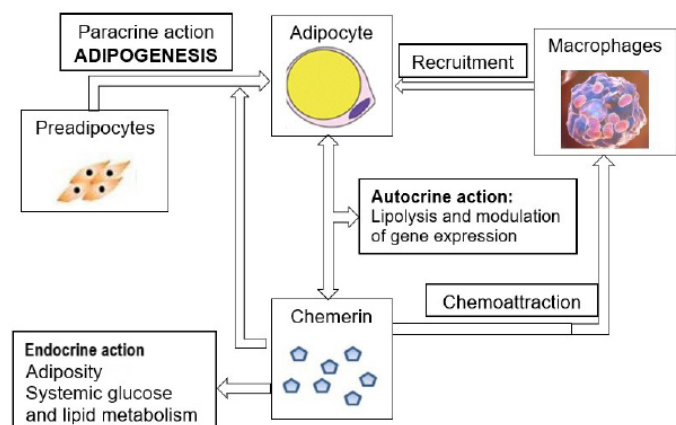 Paracrine action
ADIPOGENESIS
Adipocyte
Macrophages
Recruitment
Preadipocytes
Autocrine action:
Lipolysis and modulation
of gene expression
Chemoattraction
Chemerin
Endocrine action
Adiposity
Systemic glucose
and lipid metabolism